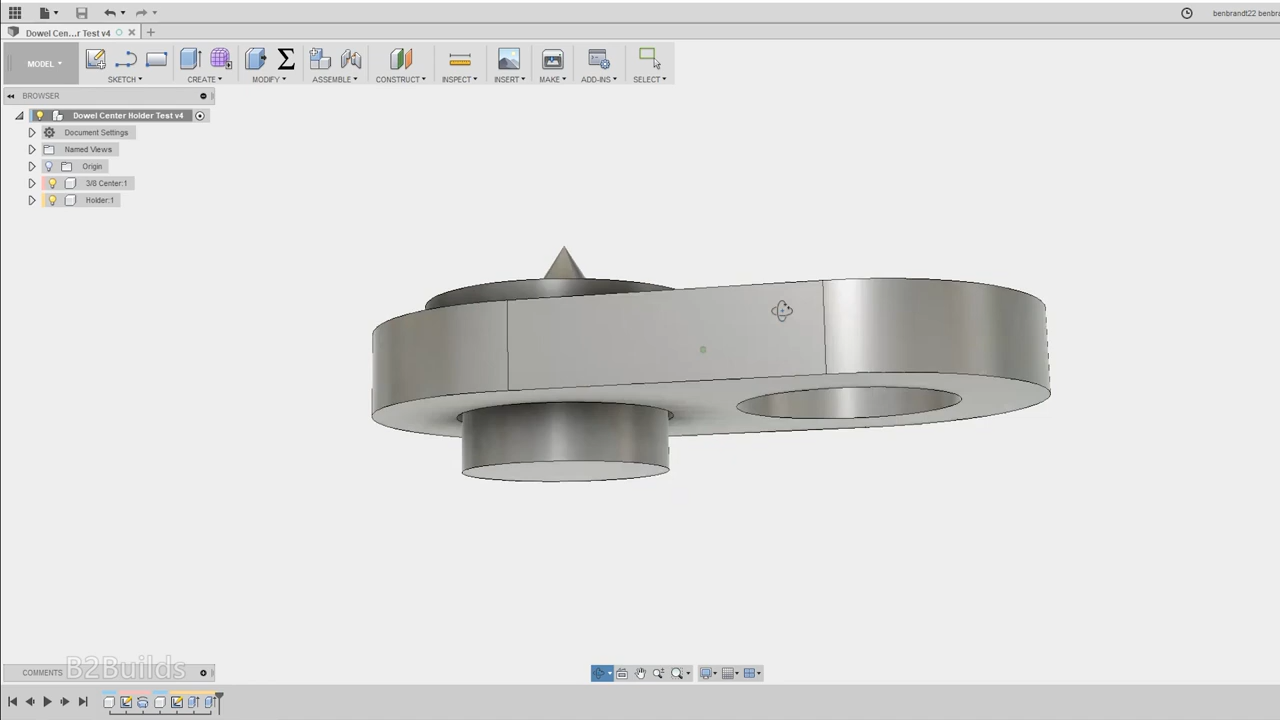 benbrandt22 benbra
Dowel Cen...r Test v4
MODEL
SKETCH
CREATE
MODIFY
ASSEMBLE
CONSTRUCT
INSPECT
INSERT
MAKE
ADD-INS
SELECT
BROWSER
Dowel Center Holder Test v4
Document Settings
Named Views
Origin
3/8 Center:1
Holder:1
COMMENTS
B2Builds